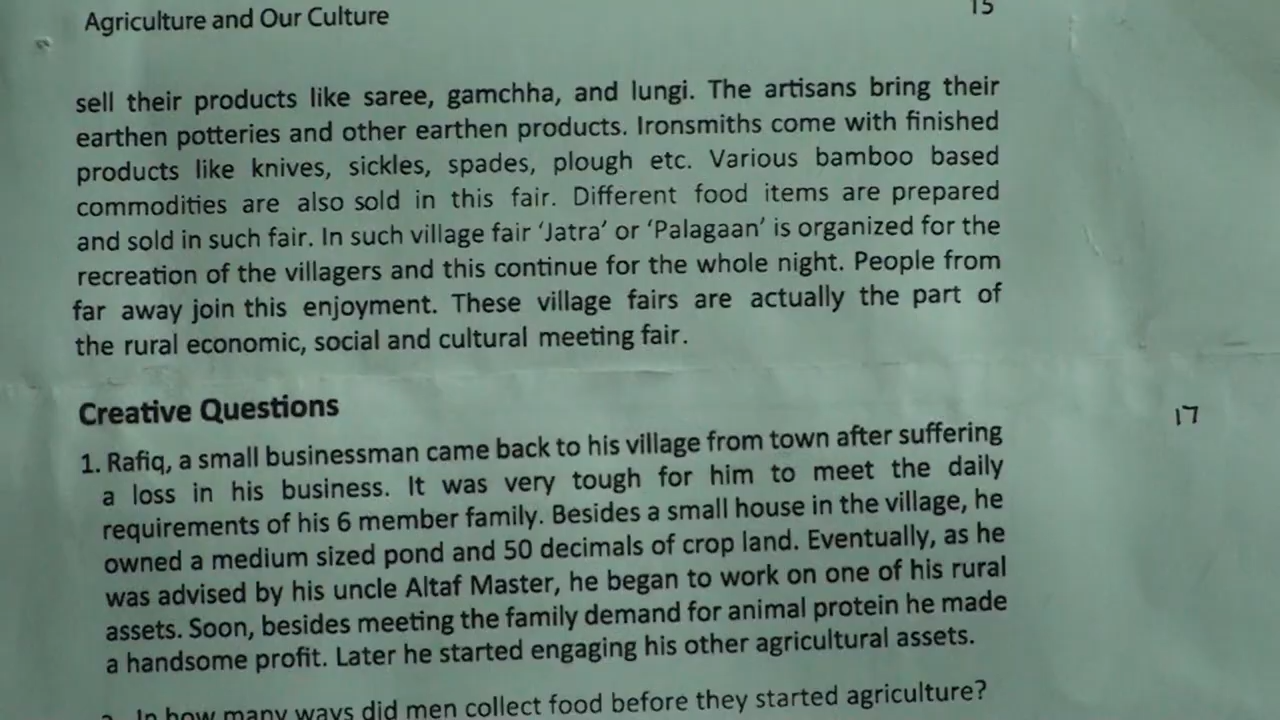 Agriculture and Our Culture
15
sell their products like saree, gamchha, and lungi. The artisans bring their
earthen potteries and other earthen products. Ironsmiths come with finished
products like knives, sickles, spades, plough etc. Various bamboo based
commodities are also sold in this fair. Different food items are prepared
and sold in such fair. In such village fair ‘Jatra’ or ‘Palagaan’ is organized for the
recreation of the villagers and this continue for the whole night. People from
far away join this enjoyment. These village fairs are actually the part of
the rural economic, social and cultural meeting fair.
Creative Questions
17
1. Rafiq, a small businessman came back to his village from town after suffering
a loss in his business. It was very tough for him to meet the daily
requirements of his 6 member family. Besides a small house in the village, he
owned a medium sized pond and 50 decimals of crop land. Eventually, as he
was advised by his uncle Altaf Master, he began to work on one of his rural
assets. Soon, besides meeting the family demand for animal protein he made
a handsome profit. Later he started engaging his other agricultural assets.
In how many ways did men collect food before they started agriculture?